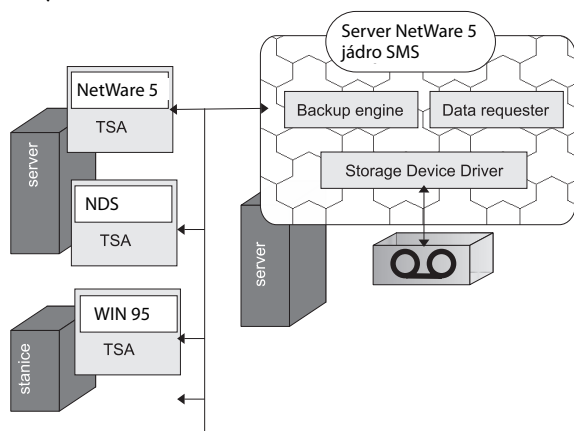 Server NetWare 5
jádro SMS
NetWare 5
TSA
server
Backup engine
Data requester
Storage Device Driver
NDS
TSA
server
WIN 95
TSA
stanice